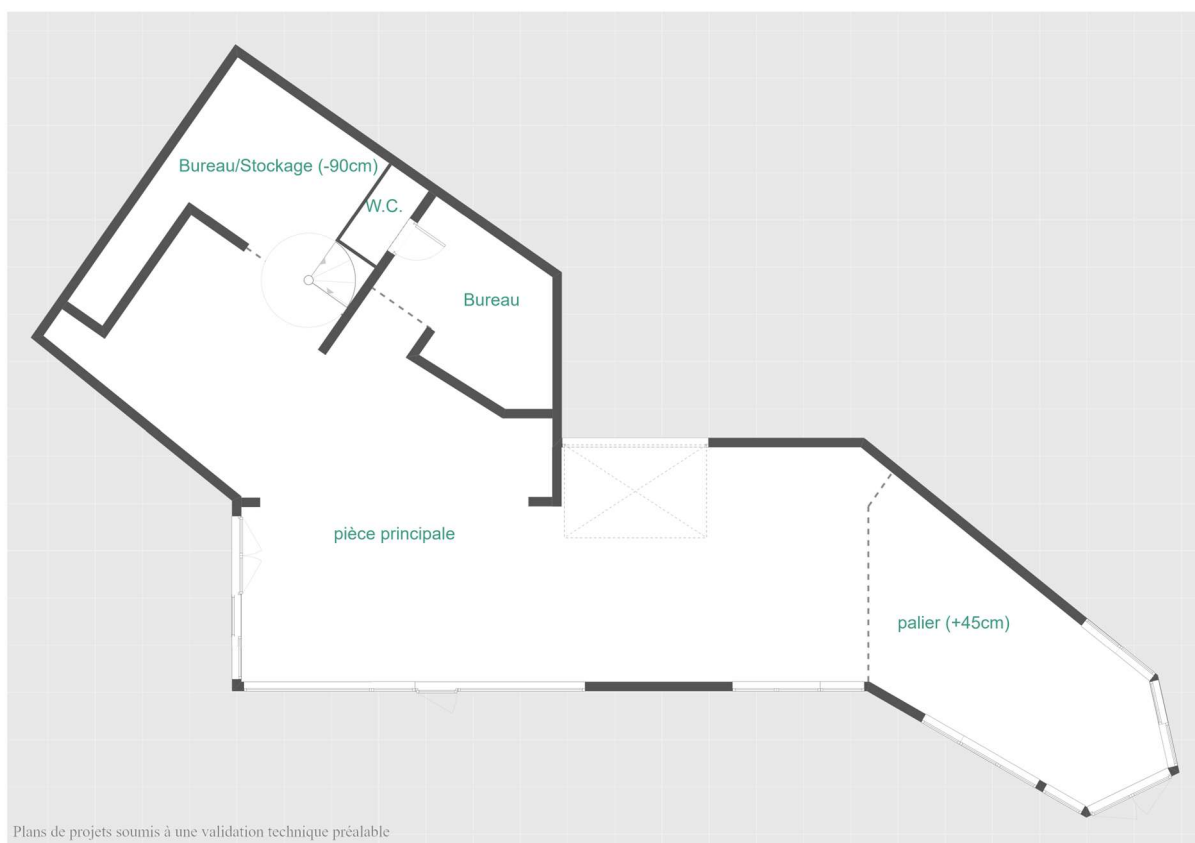 Bureau/Stockage (-90cm)
W.C.
Bureau
pièce principale
palier (+45cm)
Plans de projets soumis à une validation technique préalable